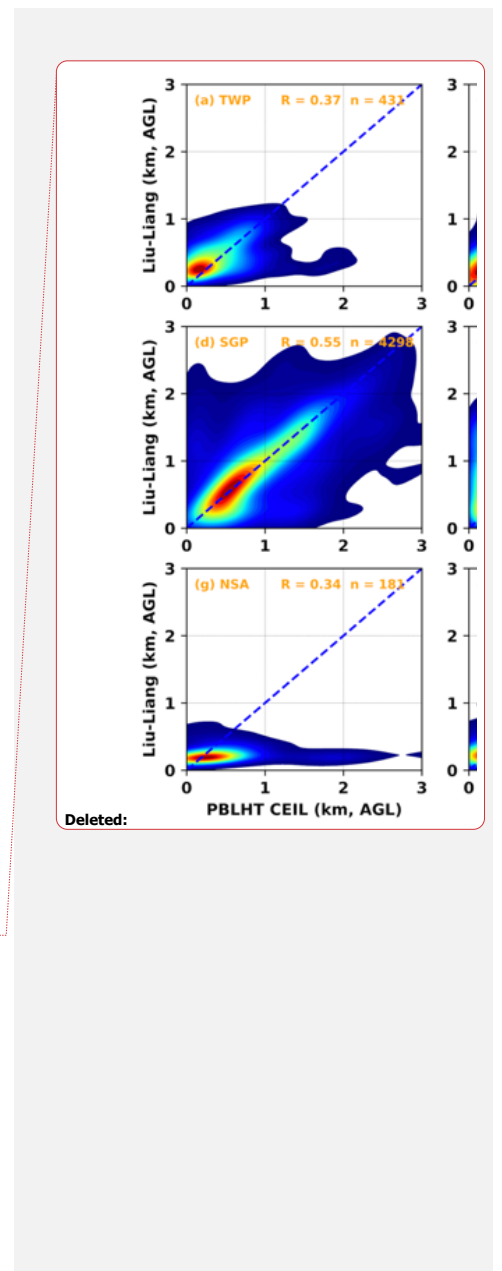 3
(a) TWP R = 0.37 n = 431
2
1
0
Liu-Liang (km, AGL)
0 1 2 3
3
2
1
0
0
3
(d) SGP R = 0.55 n = 4298
2
1
0
Liu-Liang (km, AGL)
0 1 2 3
3
2
1
0
0
3
(g) NSA R = 0.34 n = 181
2
1
0
Liu-Liang (km, AGL)
0 1 2 3
PBLHT CEIL (km, AGL)
3
2
1
0
0
Deleted: